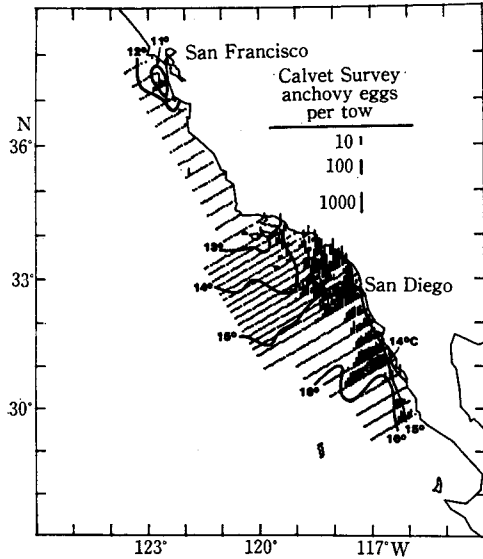 11°
12°
San Francisco
Calvet Survey
anchovy eggs
per tow
10
100
1000
N
36°
33°
30°
13°
14°
San Diego
15°
14°C
16°
16°
15°
123°
120°
117°W